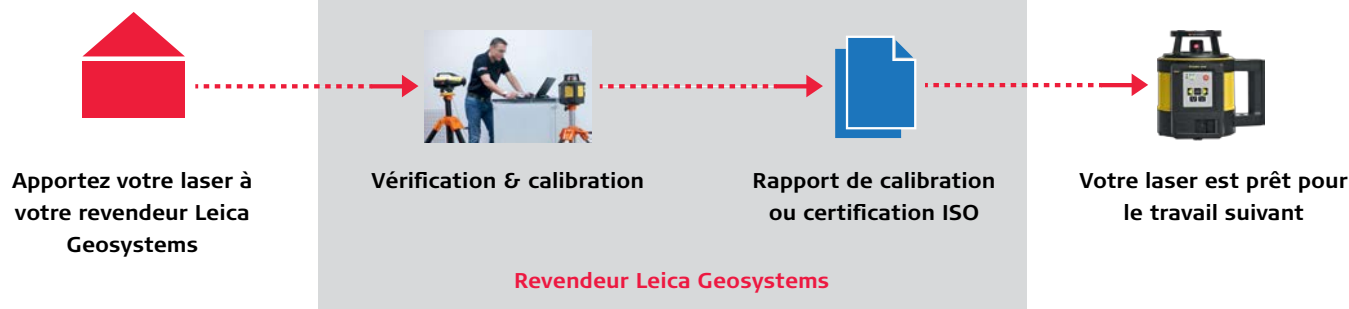 Apportez votre laser à
votre revendeur Leica
Geosystems
Vérification & calibration
Rapport de calibration
ou certification ISO
Votre laser est prêt pour
le travail suivant
Revendeur Leica Geosystems